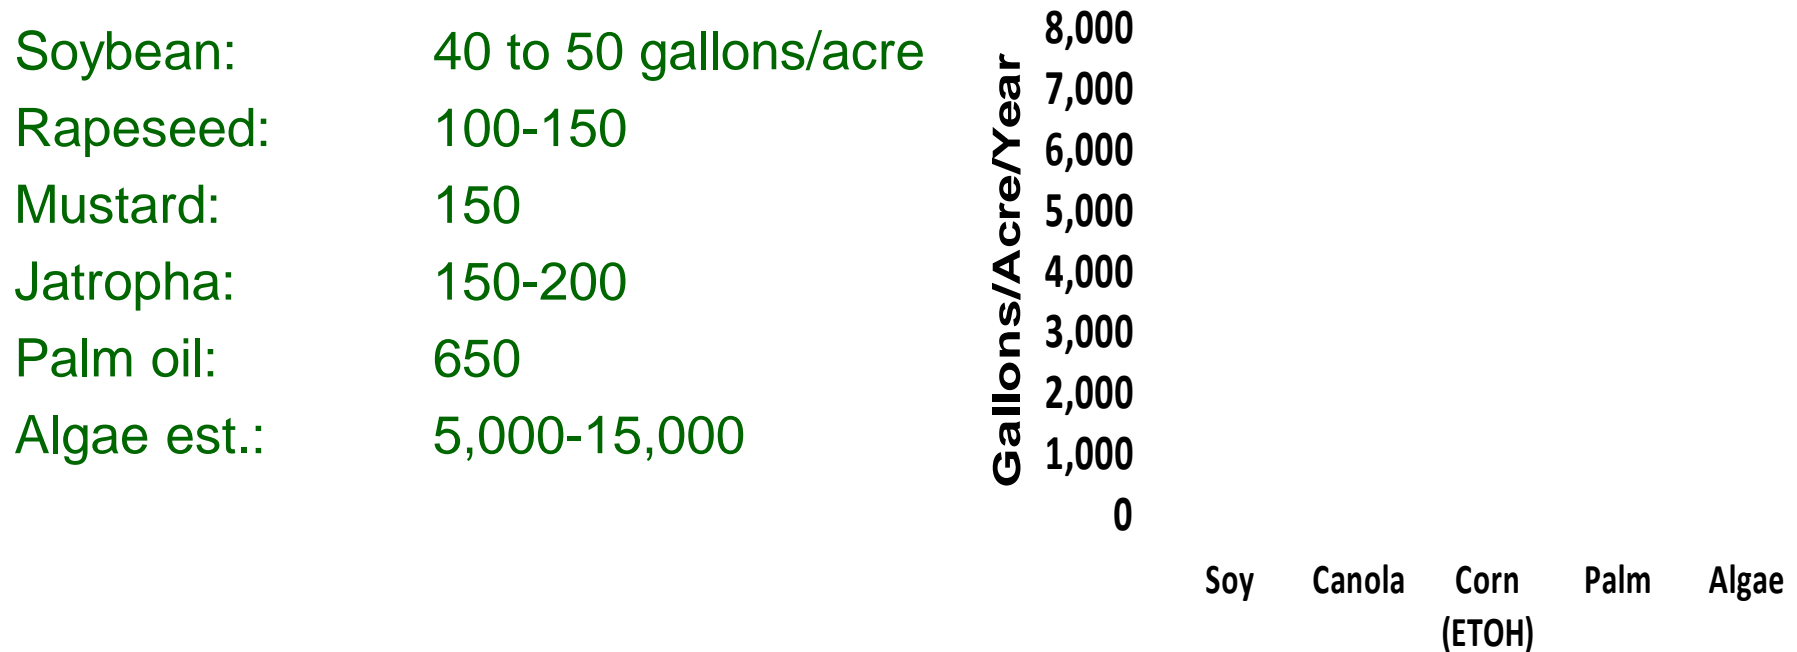 Soybean: 40 to 50 gallons/acre
Rapeseed: 100-150
Mustard: 150
Jatropha: 150-200
Palm oil: 650
Algae est.: 5,000-15,000
Gallons/Acre/Year
8,000
7,000
6,000
5,000
4,000
3,000
2,000
1,000
0
Soy Canola Corn Palm Algae
(ETOH)